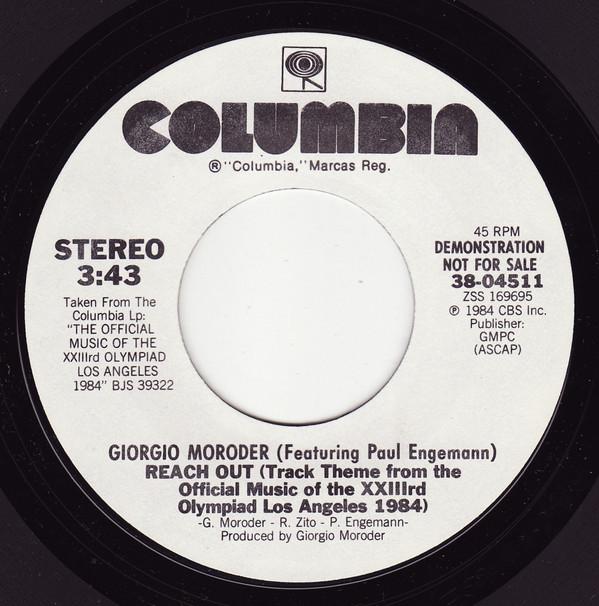 COLUMBIA
®"Columbia," Marcas Reg.
STEREO
3:43
Taken From The
Columbia Lp:
"THE OFFICIAL
MUSIC OF THE
XXIIIrd OLYMPIAD
LOS ANGELES
1984" BJS 39322
45 RPM
DEMONSTRATION
NOT FOR SALE
38-04511
ZSS 169695
℗ 1984 CBS Inc.
Publisher:
GMPC
(ASCAP)
GIORGIO MORODER (Featuring Paul Engemann)
REACH OUT (Track Theme from the
Official Music of the XXIIIrd
Olympiad Los Angeles 1984)
-G. Moroder - R. Zito - P. Engemann-
Produced by Giorgio Moroder